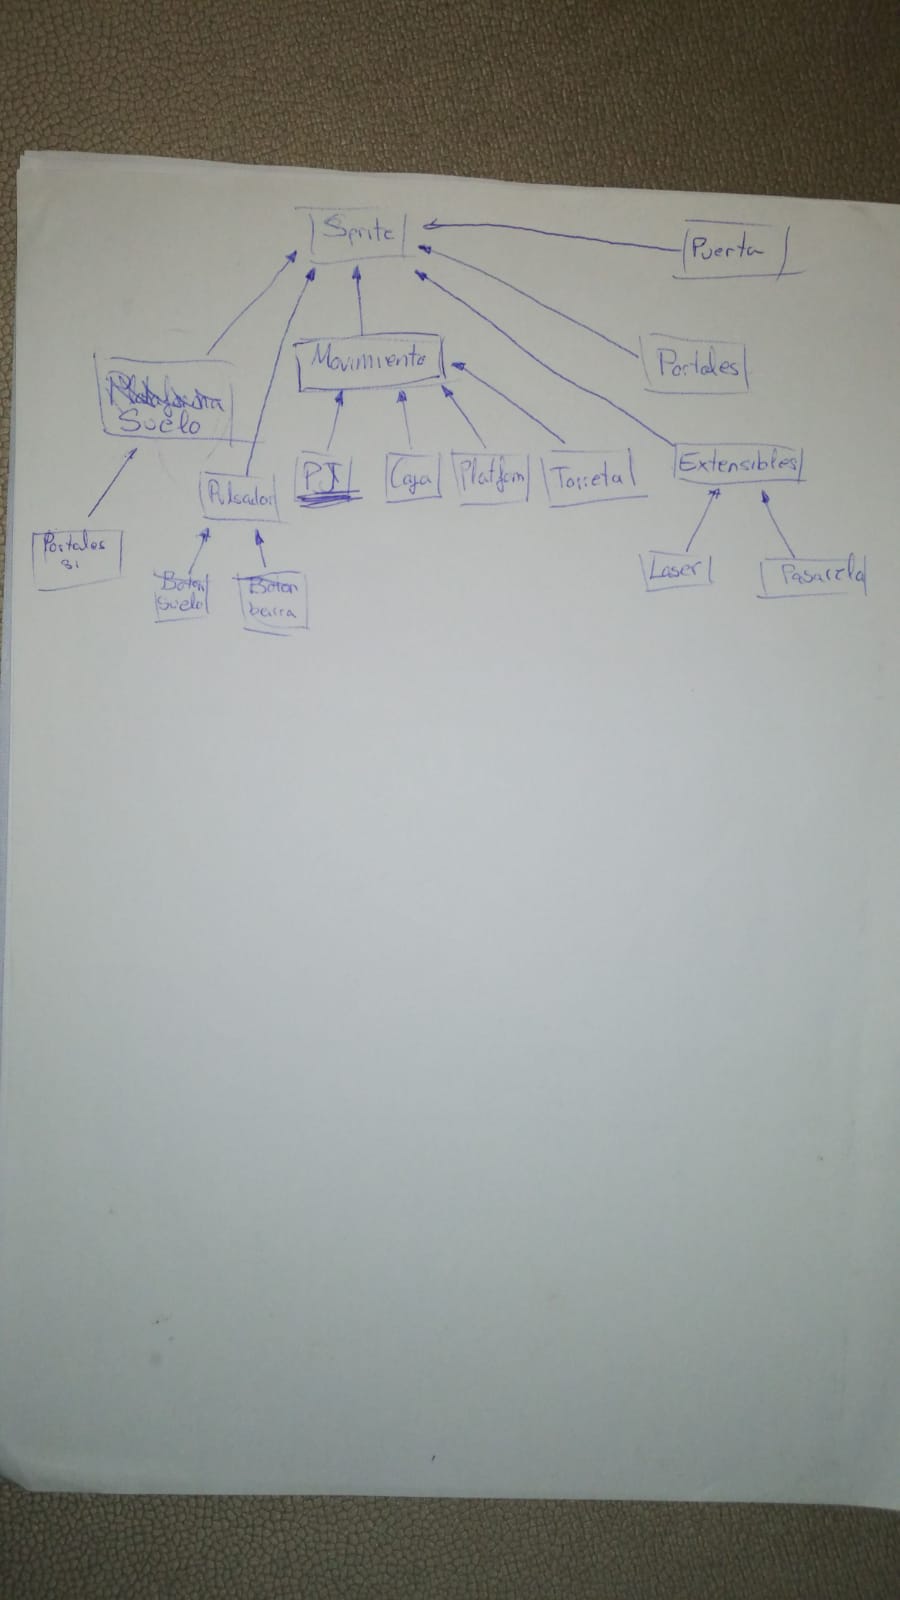 Sprite
Puerta
Movimiento
Portales
Suelo
Pulsador
PJ
Caja
Platform
Torreta
Extensibles
Portales
si
Boton
Suelo
Boton
barra
Laser
Pasarela